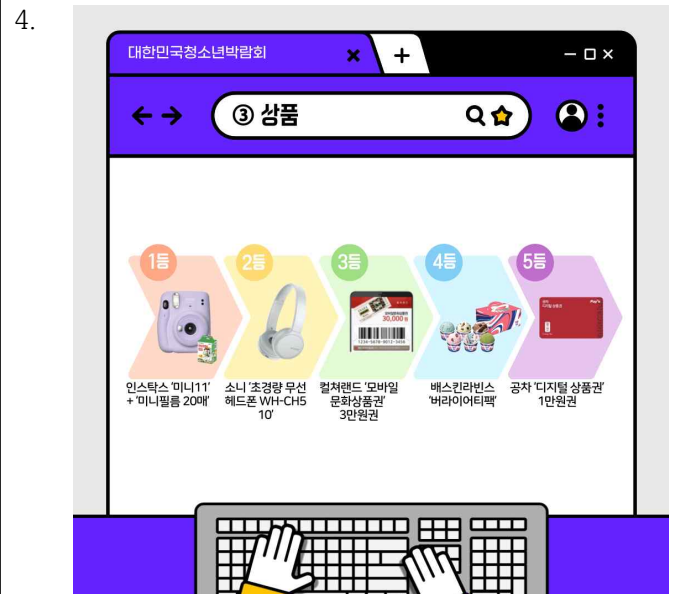 4.
대한민국청소년박람회
③ 상품
1등
2등
3등
4등
5등
30,000
인스탁스 '미니11'
+ '미니필름 20매'
소니 '초경량 무선
헤드폰 WH-CH5
10'
컬쳐랜드 '모바일
문화상품권'
3만원권
배스킨라빈스
'버라이어티팩'
공차 '디지털 상품권'
1만원권